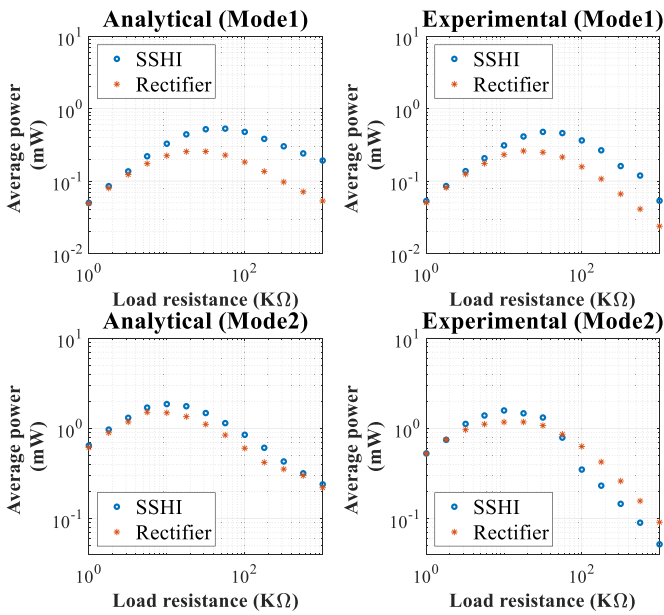 Analytical (Mode1)
Average power
(mW)
10^1
10^0
10^-1
10^-2
SSHI
Rectifier
10^0
10^2
Load resistance (KΩ)
Experimental (Mode1)
Average power
(mW)
10^1
10^0
10^-1
10^-2
SSHI
Rectifier
10^0
10^2
Load resistance (KΩ)
Analytical (Mode2)
Average power
(mW)
10^1
10^0
10^-1
SSHI
Rectifier
10^0
10^2
Load resistance (KΩ)
Experimental (Mode2)
Average power
(mW)
10^1
10^0
10^-1
SSHI
Rectifier
10^0
10^2
Load resistance (KΩ)